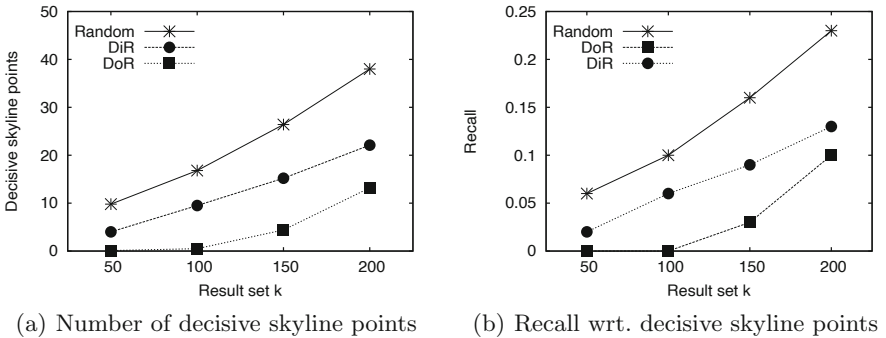 50
40
30
20
10
0
Decisive skyline points
Random
DiR
DoR
50 100 150 200
Result set k
(a) Number of decisive skyline points
0.25
0.2
0.15
0.1
0.05
0
Recall
Random
DoR
DiR
50 100 150 200
Result set k
(b) Recall wrt. decisive skyline points